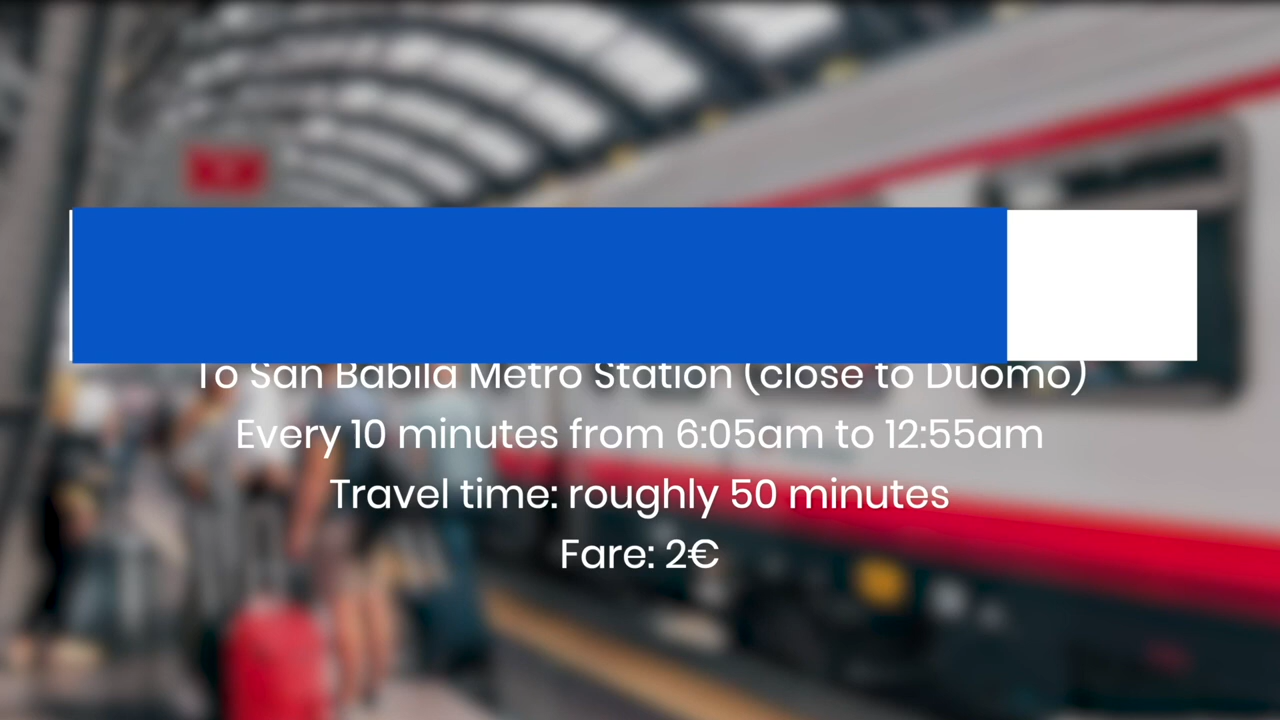 To San Babila Metro Station (close to Duomo)
Every 10 minutes from 6:05am to 12:55am
Travel time: roughly 50 minutes
Fare: 2€